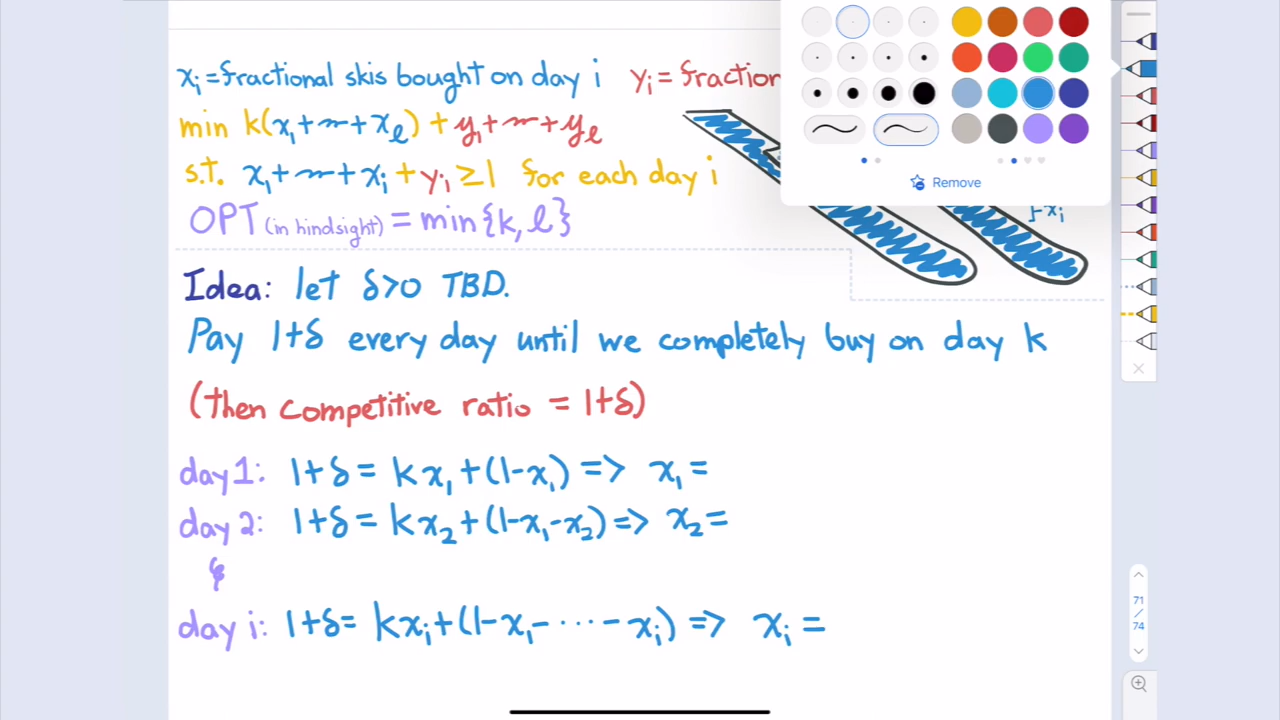 xᵢ=fractional skis bought on day i yᵢ= fraction
min k(x₁+⋯+xₗ)+y₁+⋯+yₗ
s.t. x₁+⋯+xᵢ+yᵢ≥1 for each day i
}xᵢ
OPT(in hindsight)=min{k,l}
Remove
Idea: let δ>0 TBD.
Pay 1+δ every day until we completely buy on day k
(then competitive ratio = 1+δ)
day 1: 1+δ= kx₁+(1-x₁) => x₁=
day 2: 1+δ= kx₂+(1-x₁-x₂) => x₂=
day i: 1+δ= kxᵢ+(1-x₁-⋯-xᵢ) => xᵢ=
71
/
74